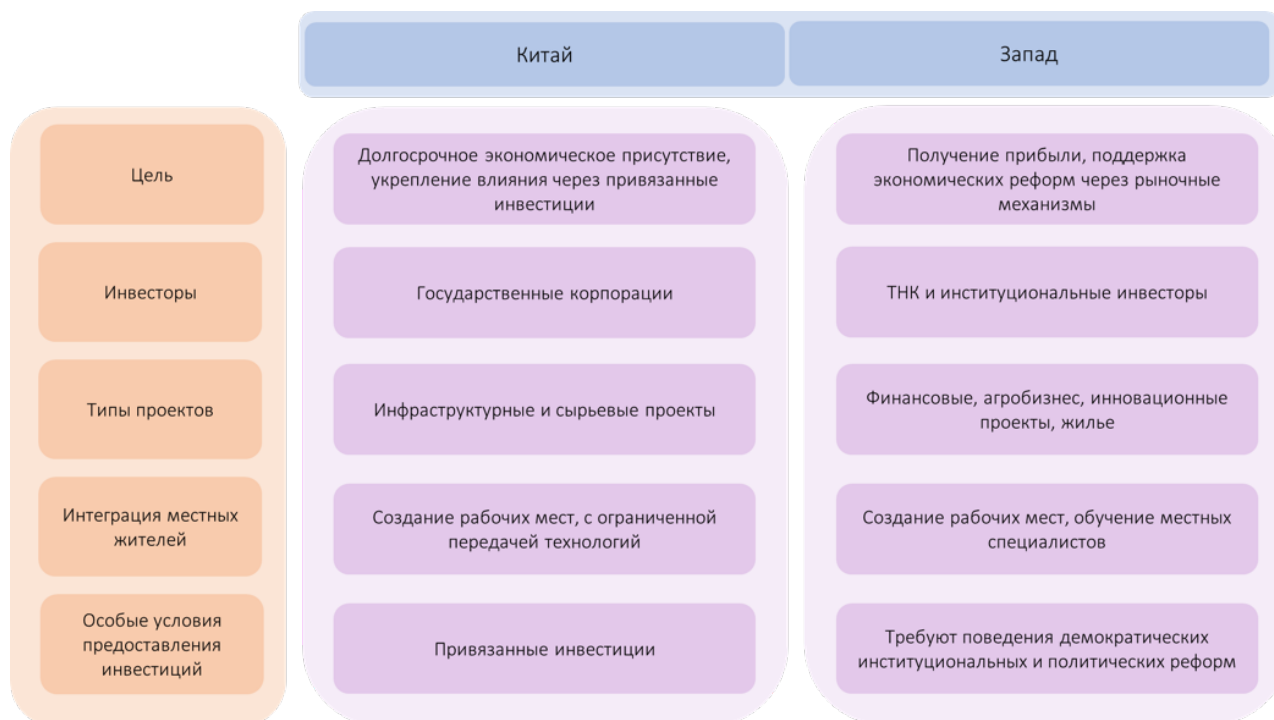 Китай
Запад
Цель
Долгосрочное экономическое присутствие,
укрепление влияния через привязанные
инвестиции
Получение прибыли, поддержка
экономических реформ через рыночные
механизмы
Инвесторы
Государственные корпорации
ТНК и институциональные инвесторы
Типы проектов
Инфраструктурные и сырьевые проекты
Финансовые, агробизнес, инновационные
проекты, жилье
Интеграция местных
жителей
Создание рабочих мест, с ограниченной
передачей технологий
Создание рабочих мест, обучение местных
специалистов
Особые условия
предоставления
инвестиций
Привязанные инвестиции
Требуют поведения демократических
институциональных и политических реформ